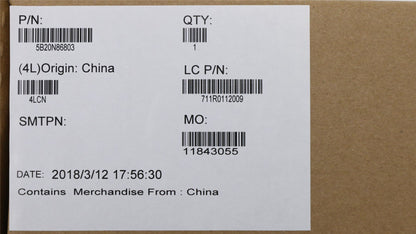 P/N: QTY:
5B20N86803 1
(4L)Origin: China LC P/N:
4LCN 711R0112009
SMTPN: MO:
11843055
DATE: 2018/3/12 17:56:30
Contains Merchandise From : China